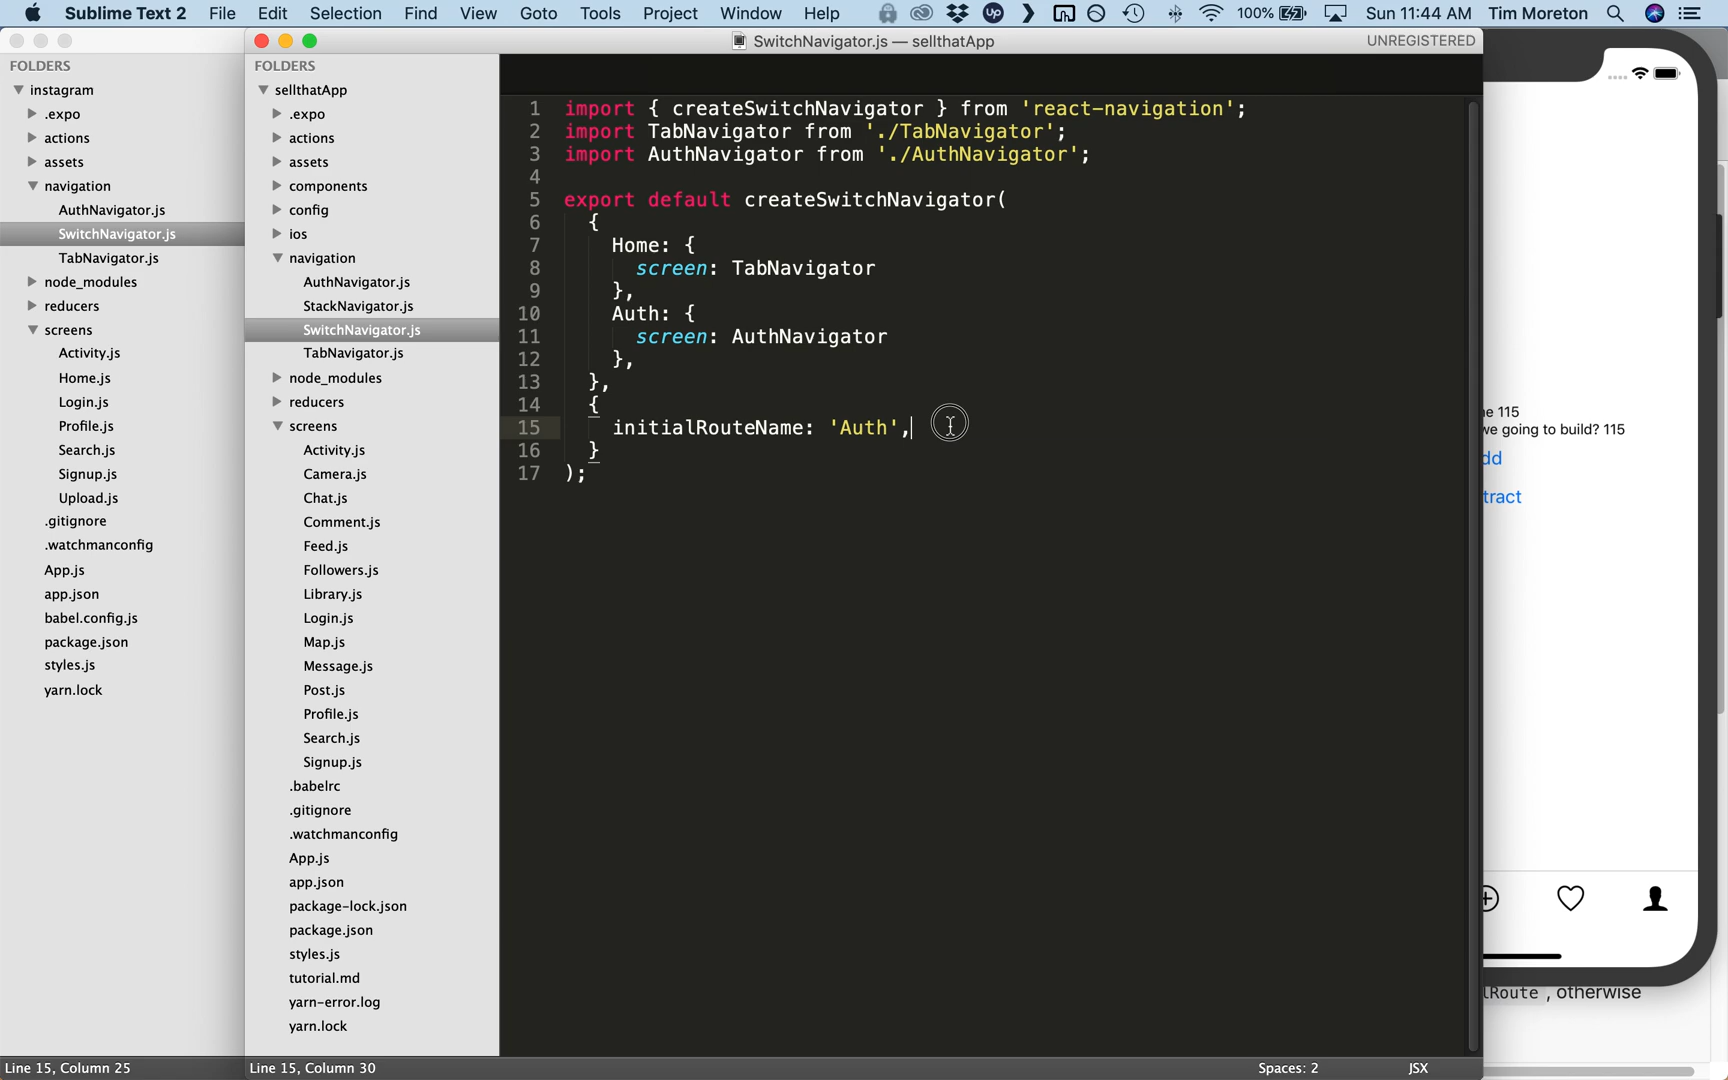 Sublime Text 2 File Edit Selection Find View Goto Tools Project Window Help 100% Sun 11:44 AM Tim Moreton
SwitchNavigator.js — sellthatApp
UNREGISTERED
FOLDERS
instagram
.expo
actions
assets
navigation
AuthNavigator.js
SwitchNavigator.js
TabNavigator.js
node_modules
reducers
screens
Activity.js
Home.js
Login.js
Profile.js
Search.js
Signup.js
Upload.js
.gitignore
.watchmanconfig
App.js
app.json
babel.config.js
package.json
styles.js
yarn.lock
Line 15, Column 25
FOLDERS
sellthatApp
.expo
actions
assets
components
config
ios
navigation
AuthNavigator.js
StackNavigator.js
SwitchNavigator.js
TabNavigator.js
node_modules
reducers
screens
Activity.js
Camera.js
Chat.js
Comment.js
Feed.js
Followers.js
Library.js
Login.js
Map.js
Message.js
Post.js
Profile.js
Search.js
Signup.js
.babelrc
.gitignore
.watchmanconfig
App.js
app.json
package-lock.json
package.json
styles.js
tutorial.md
yarn-error.log
yarn.lock
Line 15, Column 30
1 import { createSwitchNavigator } from 'react-navigation';
2 import TabNavigator from './TabNavigator';
3 import AuthNavigator from './AuthNavigator';
4
5 export default createSwitchNavigator(
6 {
7 Home: {
8 screen: TabNavigator
9 },
10 Auth: {
11 screen: AuthNavigator
12 },
13 },
14 {
15 initialRouteName: 'Auth',
16 }
17 );
Spaces: 2
JSX
115
we going to build? 115
dd
tract
lRoute , otherwise